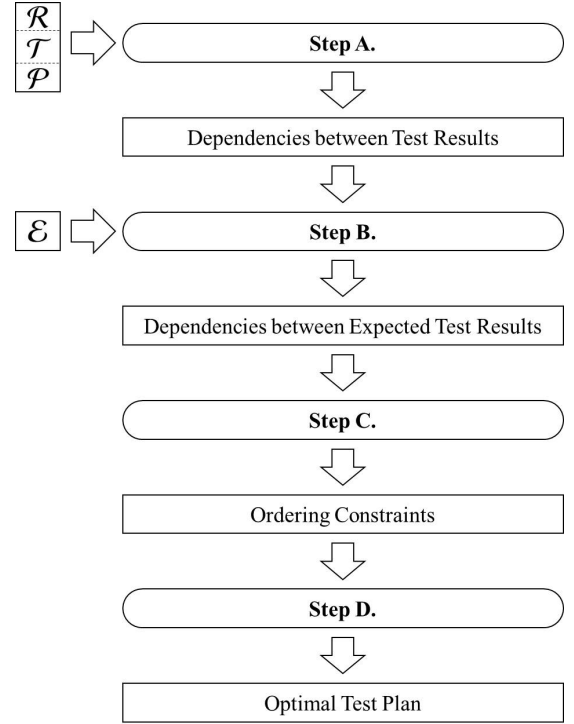 ℛ
𝒯
𝒫
Step A.
Dependencies between Test Results
ℰ
Step B.
Dependencies between Expected Test Results
Step C.
Ordering Constraints
Step D.
Optimal Test Plan